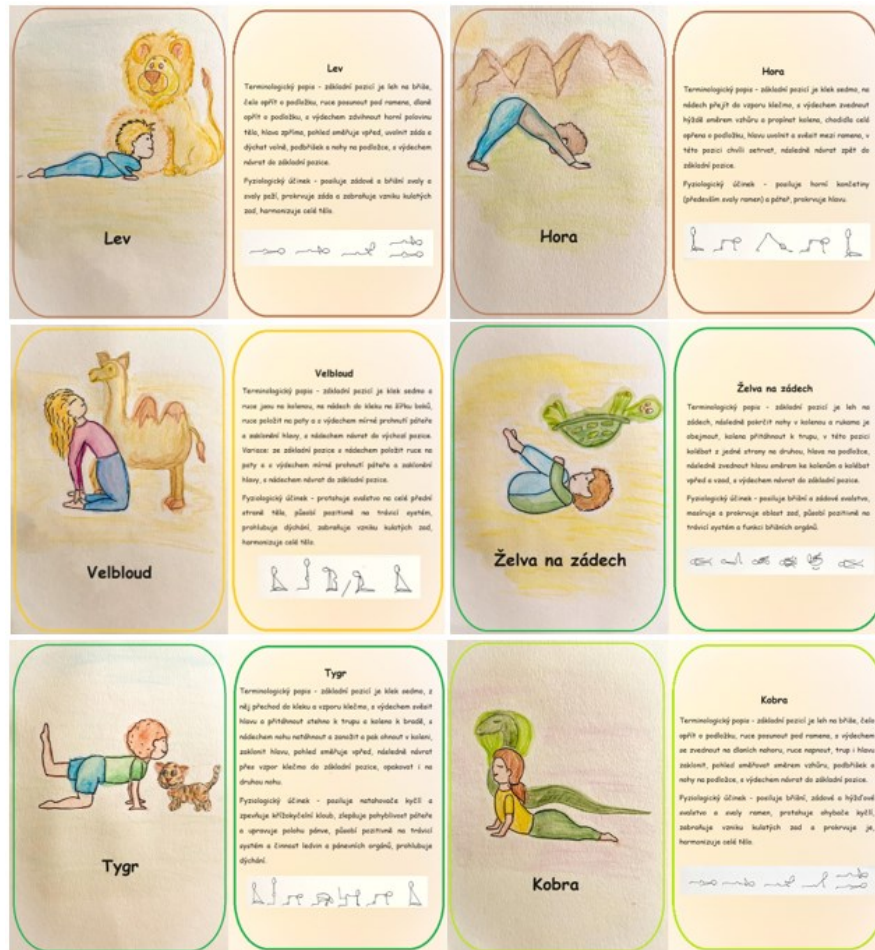 Lev
Lev
Terminologický popis - základní pozicí je leh na břiše,
čelo opřít o podložku, ruce posunout pod ramena, dlaně
opřít o podložku, s výdechem zdvihnout horní polovinu
těla, hlava zpříma, pohled směřuje vpřed, uvolnit záda a
dýchat volně, podbřišek a nohy na podložce, s výdechem
návrat do základní pozice.
Fyziologický účinek - posiluje zádové a břišní svaly a
svaly paží, prokrvuje záda a zabraňuje vzniku kulatých
zad, harmonizuje celé tělo.
Hora
Hora
Terminologický popis - základní pozicí je klek sedmo, na
nádech přejít do vzporu klečmo, s výdechem zvednout
hýždě směrem vzhůru a propínat kolena, chodidla celé
opřena o podložku, hlavu uvolnit a svěsit mezi ramena, v
této pozici chvíli setrvat, následně návrat zpět do
základní pozice.
Fyziologický účinek - posiluje horní končetiny
(především svaly ramen) a páteř, prokrvuje hlavu.
Velbloud
Velbloud
Terminologický popis - základní pozicí je klek sedmo a
ruce jsou na kolenou, na nádech do kleku na šířku boků,
ruce položit na paty a s výdechem mírné prohnutí páteře
a zaklonění hlavy, s nádechem návrat do výchozí pozice.
Variace: ze základní pozice s nádechem položit ruce na
paty a s výdechem mírné prohnutí páteře a zaklonění
hlavy, s nádechem návrat do základní pozice.
Fyziologický účinek - protahuje svalstvo na celé přední
straně těla, působí pozitivně na trávicí systém,
prohlubuje dýchání, zabraňuje vzniku kulatých zad,
harmonizuje celé tělo.
Želva na zádech
Želva na zádech
Terminologický popis - základní pozicí je leh na
zádech, následně pokrčit nohy v kolenou a rukama je
obejmout, kolena přitáhnout k trupu, v této pozici
kolébat z jedné strany na druhou, hlava na podložce,
následně zvednout hlavu směrem ke kolenům a kolébat
vpřed a vzad, s výdechem návrat do základní pozice.
Fyziologický účinek - posiluje břišní a zádové svalstvo,
masíruje a prokrvuje oblast zad, působí pozitivně na
trávicí systém a funkci břišních orgánů.
Tygr
Tygr
Terminologický popis - základní pozicí je klek sedmo, z
něj přechod do kleku a vzporu klečmo, s výdechem svěsit
hlavu a přitáhnout stehno k trupu a koleno k bradě, s
nádechem nohu natáhnout a zanožit a pak ohnout v koleni,
zaklonit hlavu, pohled směřuje vpřed, následně návrat
přes vzpor klečmo do základní pozice, opakovat i na
druhou nohu.
Fyziologický účinek - posiluje natahovače kyčlí a
zpevňuje křížokyčelní kloub, zlepšuje pohyblivost páteře
a upravuje polohu pánve, působí pozitivně na trávicí
systém a činnost ledvin a pánevních orgánů, prohlubuje
dýchání.
Kobra
Kobra
Terminologický popis - základní pozicí je leh na břiše, čelo
opřít o podložku, ruce posunout pod ramena, s výdechem
se zvednout na dlaních nahoru, ruce napnout, trup i hlavu
zaklonit, pohled směřovat směrem vzhůru, podbřišek a
nohy na podložce, s výdechem návrat do základní pozice.
Fyziologický účinek - posiluje břišní, zádové a hýžďové
svalstvo a svaly ramen, protahuje ohybače kyčlí,
zabraňuje vzniku kulatých zad a prokrvuje je,
harmonizuje celé tělo.